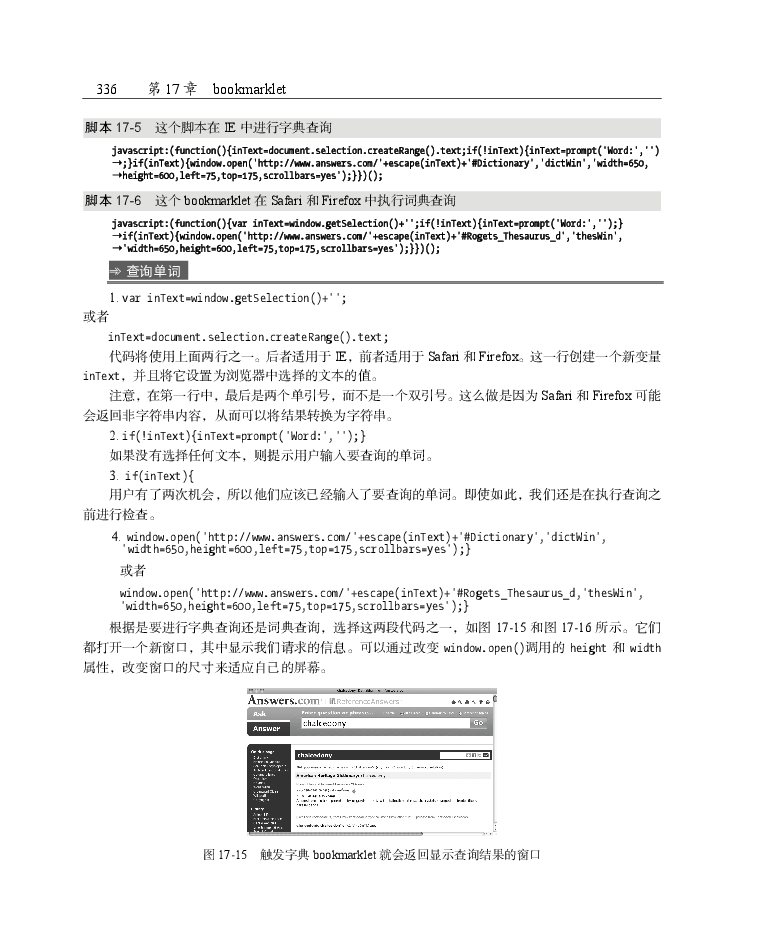 336 第 17 章 bookmarklet
脚本 17-5 这个脚本在 IE 中进行字典查询
javascript:(function(){inText=document.selection.createRange().text;if(!inText){inText=prompt('Word:','')
→;}if(inText){window.open('http://www.answers.com/'+escape(inText)+'#Dictionary','dictWin','width=650,
→height=600,left=75,top=175,scrollbars=yes');}})();
脚本 17-6 这个 bookmarklet 在 Safari 和 Firefox 中执行词典查询
javascript:(function(){var inText=window.getSelection()+'';if(!inText){inText=prompt('Word:','');}
→if(inText){window.open('http://www.answers.com/'+escape(inText)+'#Rogets_Thesaurus_d','thesWin',
→'width=650,height=600,left=75,top=175,scrollbars=yes');}})();
查询单词
1. var inText=window.getSelection()+'';
或者
inText=document.selection.createRange().text;
代码将使用上面两行之一。后者适用于 IE，前者适用于 Safari 和 Firefox。这一行创建一个新变量
inText，并且将它设置为浏览器中选择的文本的值。
注意，在第一行中，最后是两个单引号，而不是一个双引号。这么做是因为 Safari 和 Firefox 可能
会返回非字符串内容，从而可以将结果转换为字符串。
2. if(!inText){inText=prompt('Word:','');}
如果没有选择任何文本，则提示用户输入要查询的单词。
3. if(inText){
用户有了两次机会，所以他们应该已经输入了要查询的单词。即使如此，我们还是在执行查询之
前进行检查。
4. window.open('http://www.answers.com/'+escape(inText)+'#Dictionary','dictWin',
'width=650,height=600,left=75,top=175,scrollbars=yes');}
或者
window.open('http://www.answers.com/'+escape(inText)+'#Rogets_Thesaurus_d,'thesWin',
'width=650,height=600,left=75,top=175,scrollbars=yes');}
根据是要进行字典查询还是词典查询，选择这两段代码之一，如图 17-15 和图 17-16 所示。它们
都打开一个新窗口，其中显示我们请求的信息。可以通过改变 window.open()调用的 height 和 width
属性，改变窗口的尺寸来适应自己的屏幕。
Answers.com ReferenceAnswers
Ask
chalcedony Go
Answer
chalcedony
图 17-15 触发字典 bookmarklet 就会返回显示查询结果的窗口